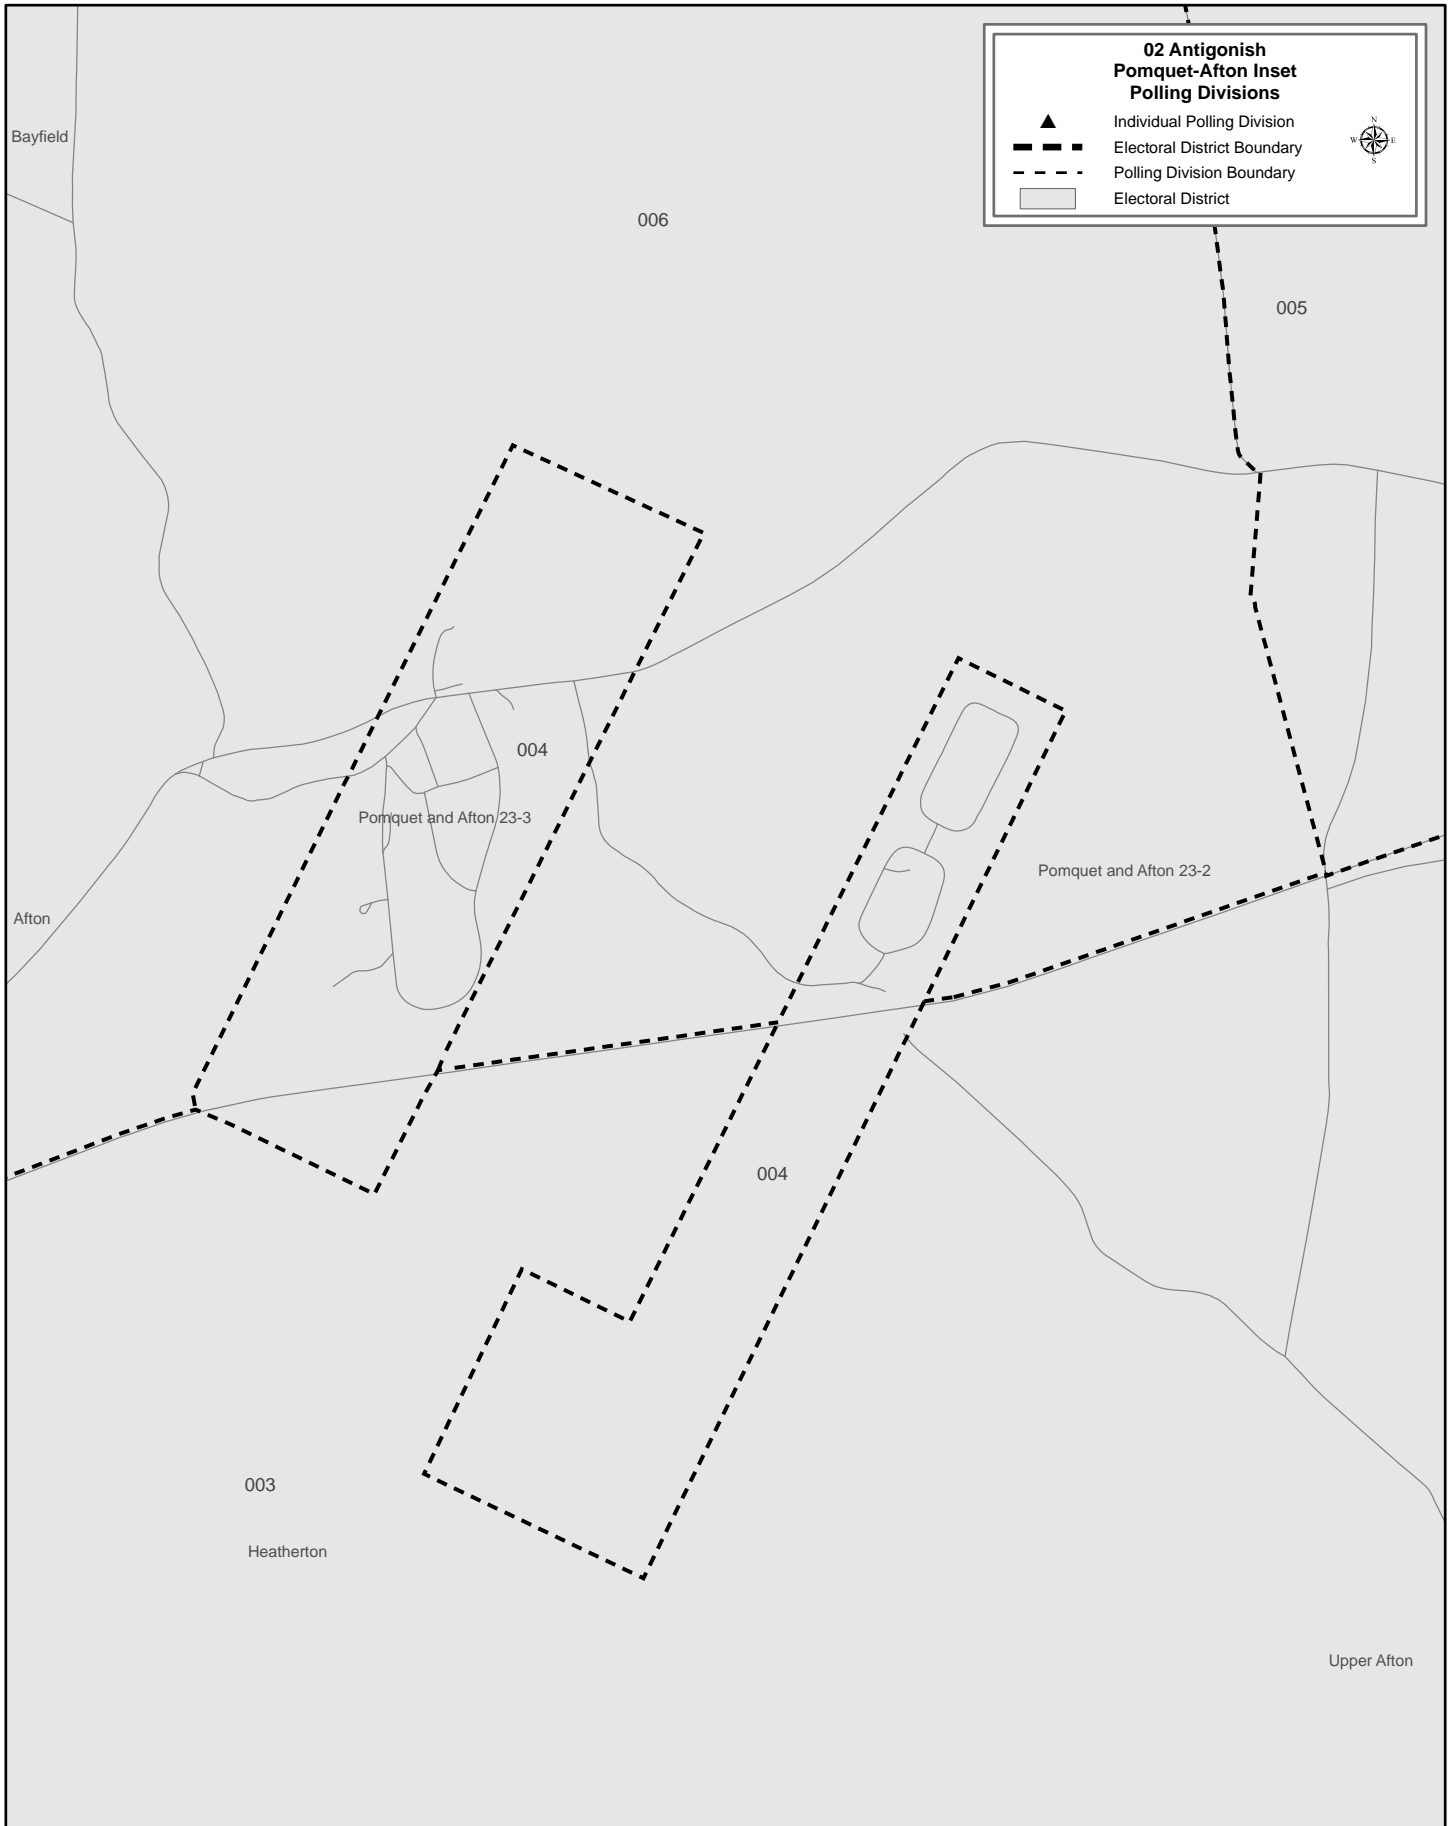 02 Antigonish
Pomquet-Afton Inset
Polling Divisions
Individual Polling Division
Electoral District Boundary
Polling Division Boundary
Electoral District
N
W E
S
Bayfield
006
005
004
Pomquet and Afton 23-3
Pomquet and Afton 23-2
Afton
004
003
Heatherton
Upper Afton